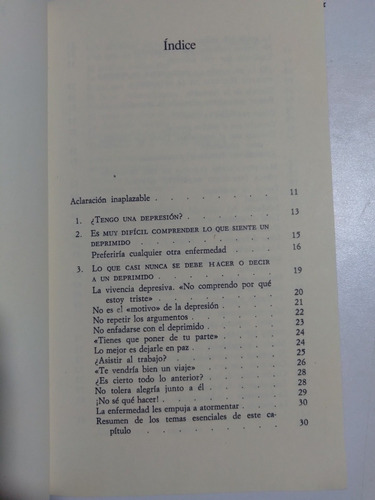 Índice
Aclaración inaplazable . . . . . . . 11
1. ¿TENGO UNA DEPRESIÓN? . . . . . . 13
2. ES MUY DIFÍCIL COMPRENDER LO QUE SIENTE UN
DEPRIMIDO . . . . . . . . . 15
Preferiría cualquier otra enfermedad . . . . 16
3. LO QUE CASI NUNCA SE DEBE HACER O DECIR
A UN DEPRIMIDO . . . . . . . . 19
La vivencia depresiva. «No comprendo por qué
estoy triste» . . . . . . . . 20
No es el «motivo» de la depresión . . . . 21
No repetir los argumentos . . . . . . 22
No enfadarse con el deprimido . . . . . 23
«Tienes que poner de tu parte» . . . . . 24
Lo mejor es dejarle en paz . . . . . . 24
¿Asistir al trabajo? . . . . . . . 25
«Te vendría bien un viaje» . . . . . . 26
¿Es cierto todo lo anterior? . . . . . . 28
No tolera alegría junto a él . . . . . . 28
¡No sé qué hacer! . . . . . . . . 29
La enfermedad les empuja a atormentar . . . 30
Resumen de los temas esenciales de este ca-
pítulo . . . . . . . . . 30